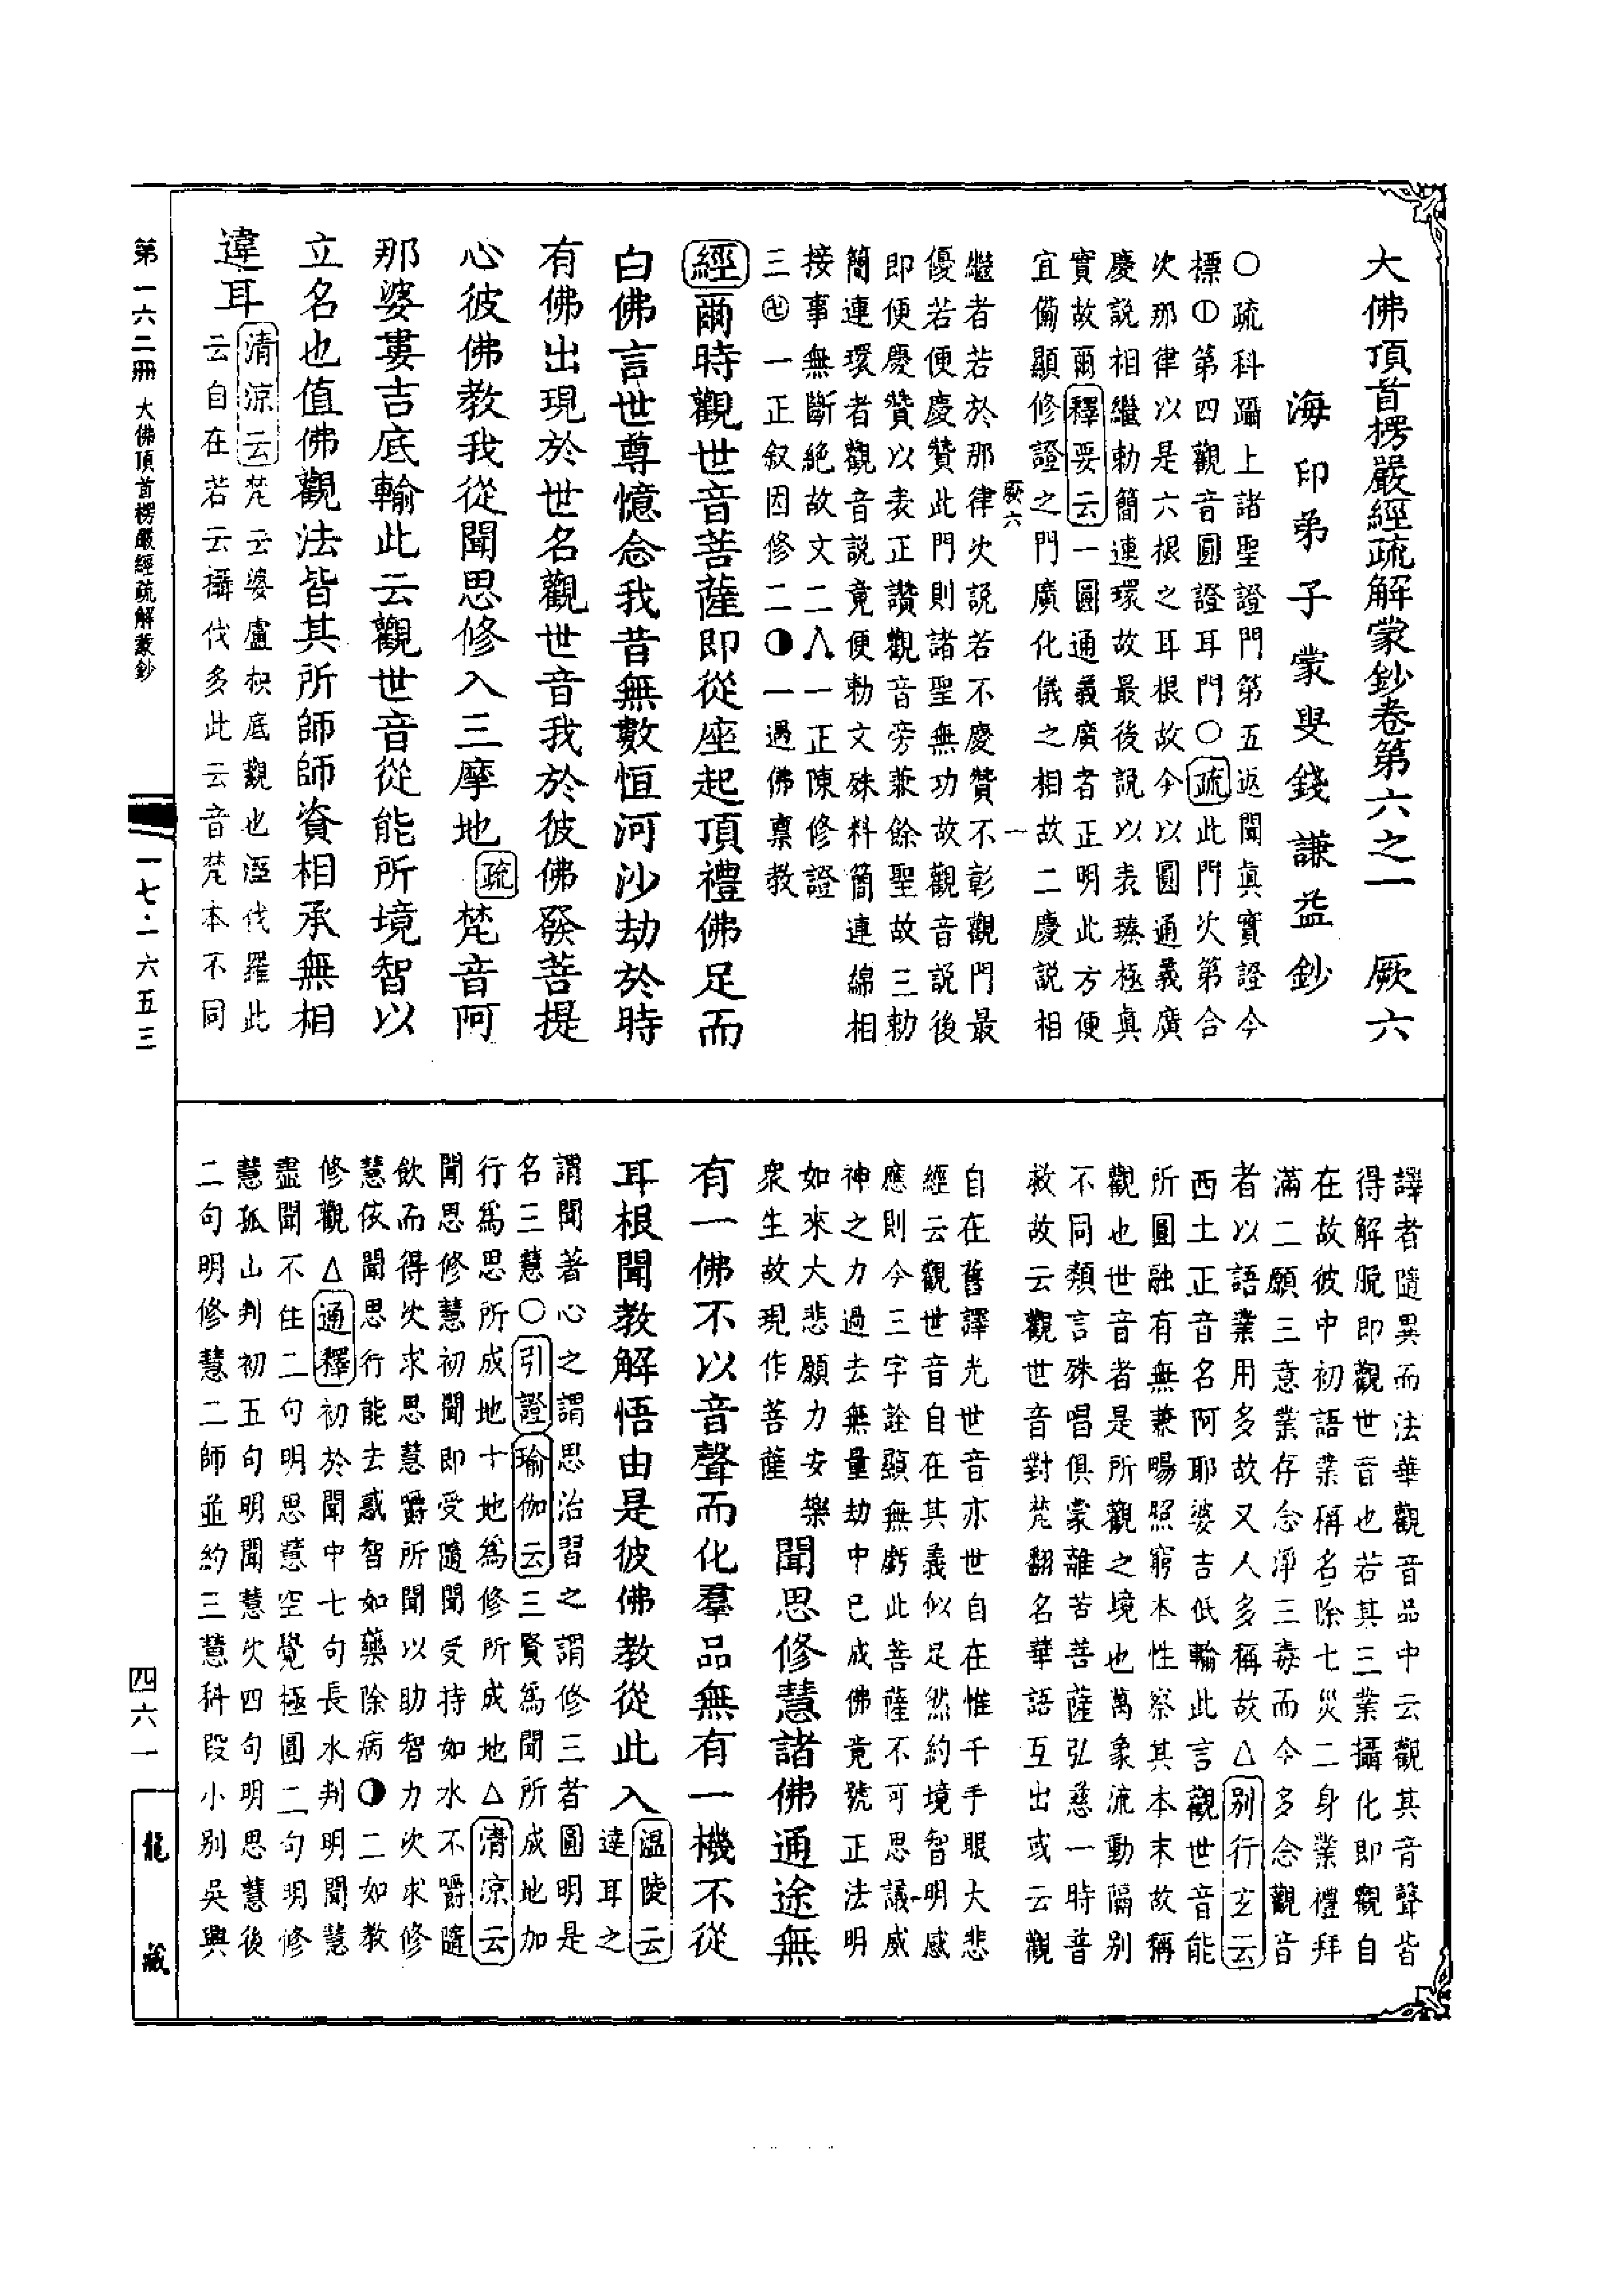 大佛頂首楞嚴經疏解蒙鈔卷第六之一　厥六
海印弟子蒙叟錢謙益鈔
○疏科躡上諸聖證門第五返聞真實證今
標①第四觀音圓證耳門○疏此門次第合
次那律以是六根之耳根故今以圓通義廣
慶說相繼勅簡連環故最後說以表臻極真
實故爾釋要云一圓通義廣者正明此方便
宜備顯修證之門廣化儀之相故二慶說相
厥六　一
繼者若於那律次說若不慶贊不彰觀門最
優若便慶贊此門則諸聖無功故觀音說後
即便慶贊以表正讚觀音旁兼餘聖故三勅
簡連環者觀音說竟便勅文殊料簡連綿相
接事無斷絕故文二△一正陳修證
三㊉一正叙因修二◑一遇佛稟教
經爾時觀世音菩薩即從座起頂禮佛足而
白佛言世尊憶念我昔無數恒河沙劫於時
有佛出現於世名觀世音我於彼佛發菩提
心彼佛教我從聞思修入三摩地疏梵音阿
那婆婁吉底輸此云觀世音從能所境智以
立名也值佛觀法皆其所師師資相承無相
違耳清涼云梵云婆盧枳底觀也溼伐羅此
云自在若云攝伐多此云音梵本不同
第一六二冊　大佛頂首楞嚴經疏解蒙鈔
一七·六五三
譯者隨異而法華觀音品中云觀其音聲皆
得解脫即觀世音也若其三業攝化即觀自
在故彼中初語業稱名除七災二身業禮拜
滿二願三意業存念淨三毒而今多念觀音
者以語業用多故又人多稱故△別行玄云
西土正音名阿耶婆吉低輸此言觀世音能
所圓融有無兼暢照窮本性察其本末故稱
觀也世音者是所觀之境也萬象流動隔別
不同類言殊唱俱蒙離苦菩薩弘慈一時普
救故云觀世音對梵翻名華語互出或云觀
自在舊譯光世音亦世自在惟千手眼大悲
經云觀世音自在其義似足然約境智明感
應則今三字詮顯無虧此菩薩不可思議威
神之力過去無量劫中已成佛竟號正法明
如來大悲願力安樂
眾生故現作菩薩
聞思修慧諸佛通途無
有一佛不以音聲而化羣品無有一機不從
耳根聞教解悟由是彼佛教從此入溫陵云
達耳之
謂聞著心之謂思治習之謂修三者圓明是
名三慧○引證瑜伽云三賢為聞所成地加
行為思所成地十地為修所成地△清涼云
聞思修慧初聞即受隨聞受持如水不嚼隨
飲而得次求思慧嚼所聞以助智力次求修
慧依聞思行能去惑智如藥除病◑二如教
修觀△通釋初於聞中七句長水判明聞慧
盡聞不住二句明思慧空覺極圓二句明修
慧孤山判初五句明聞慧次四句明思慧後
二句明修慧二師並約三慧科段小別吳興
四六一
龍藏